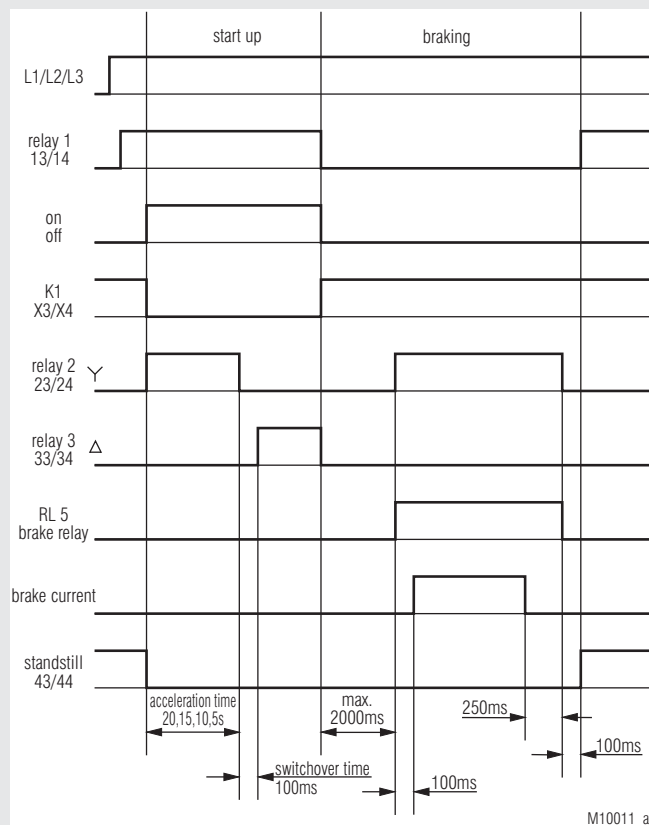 start up
braking
L1/L2/L3
relay 1
13/14
on
off
K1
X3/X4
relay 2
23/24
relay 3 Δ
33/34
RL 5
brake relay
brake current
standstill
43/44
acceleration time
20,15,10,5s
max.
2000ms
250ms
100ms
switchover time
100ms
100ms
M10011_a